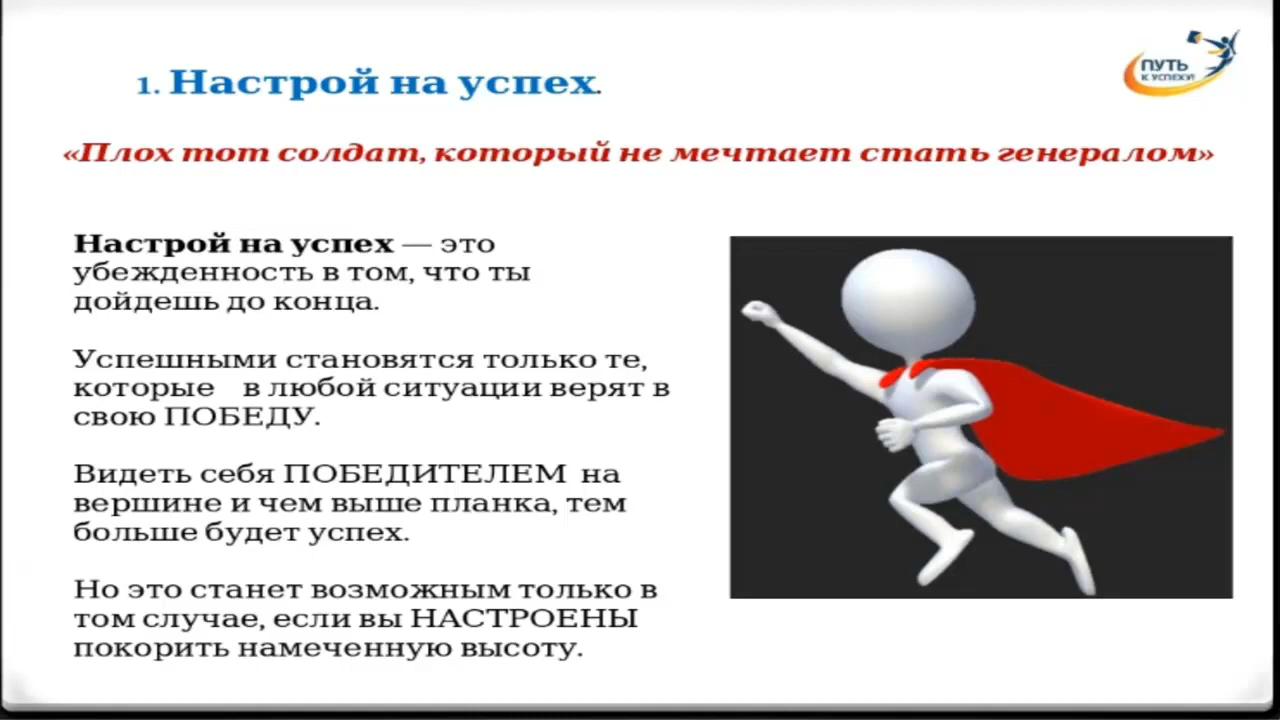 ПУТЬ
К УСПЕХУ!
1. Настрой на успех.
«Плох тот солдат, который не мечтает стать генералом»
Настрой на успех — это
убежденность в том, что ты
дойдешь до конца.
Успешными становятся только те,
которые в любой ситуации верят в
свою ПОБЕДУ.
Видеть себя ПОБЕДИТЕЛЕМ на
вершине и чем выше планка, тем
больше будет успех.
Но это станет возможным только в
том случае, если вы НАСТРОЕНЫ
покорить намеченную высоту.